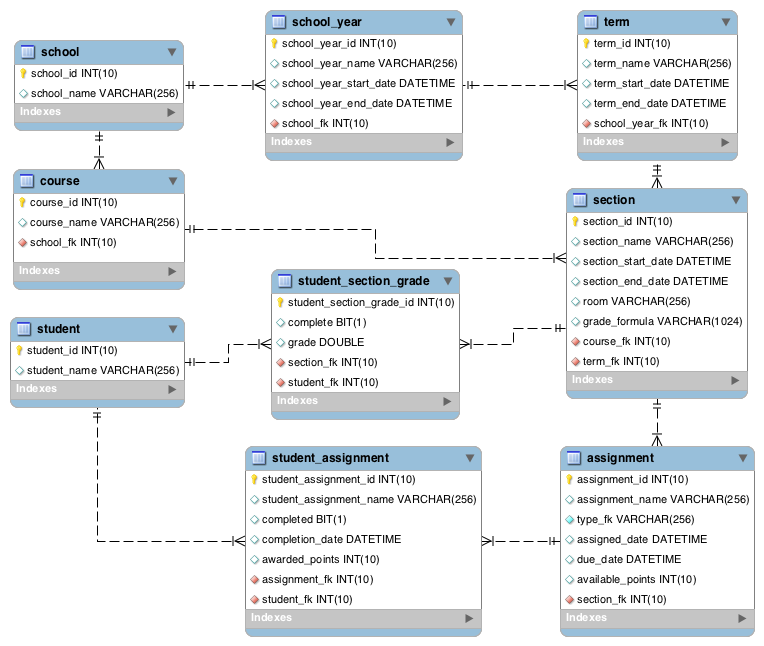 school
school_id INT(10)
school_name VARCHAR(256)
Indexes
school_year
school_year_id INT(10)
school_year_name VARCHAR(256)
school_year_start_date DATETIME
school_year_end_date DATETIME
school_fk INT(10)
Indexes
term
term_id INT(10)
term_name VARCHAR(256)
term_start_date DATETIME
term_end_date DATETIME
school_year_fk INT(10)
Indexes
course
course_id INT(10)
course_name VARCHAR(256)
school_fk INT(10)
Indexes
section
section_id INT(10)
section_name VARCHAR(256)
section_start_date DATETIME
section_end_date DATETIME
room VARCHAR(256)
grade_formula VARCHAR(1024)
course_fk INT(10)
term_fk INT(10)
Indexes
student_section_grade
student_section_grade_id INT(10)
complete BIT(1)
grade DOUBLE
section_fk INT(10)
student_fk INT(10)
Indexes
student
student_id INT(10)
student_name VARCHAR(256)
Indexes
student_assignment
student_assignment_id INT(10)
student_assignment_name VARCHAR(256)
completed BIT(1)
completion_date DATETIME
awarded_points INT(10)
assignment_fk INT(10)
student_fk INT(10)
Indexes
assignment
assignment_id INT(10)
assignment_name VARCHAR(256)
type_fk VARCHAR(256)
assigned_date DATETIME
due_date DATETIME
available_points INT(10)
section_fk INT(10)
Indexes